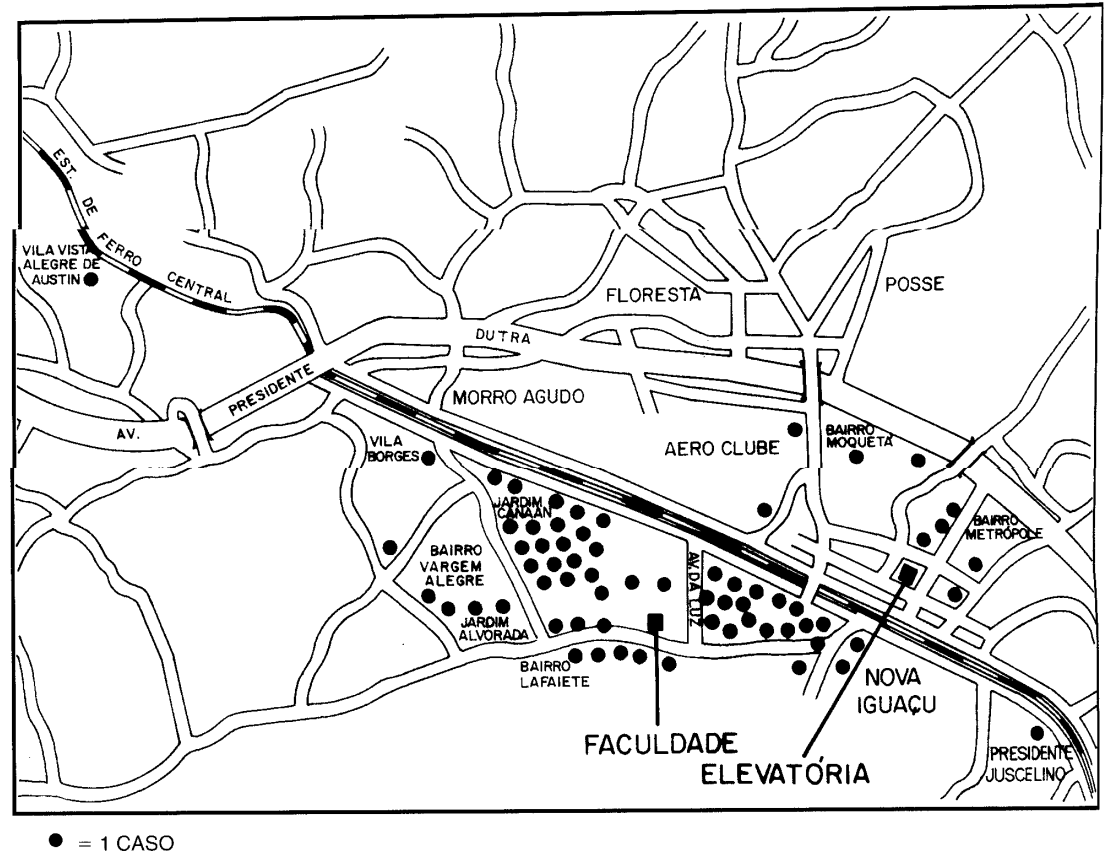 EST. DE FERRO CENTRAL
VILA VISTA
ALEGRE DE
AUSTIN
FLORESTA
POSSE
DUTRA
PRESIDENTE
AV.
MORRO AGUDO
VILA
BORGES
AERO CLUBE
BAIRRO
MOQUETÁ
JARDIM
CANAÃN
BAIRRO
METRÓPOLE
BAIRRO
VARGEM
ALEGRE
AV. DA LUZ
JARDIM
ALVORADA
BAIRRO
LAFAIETE
NOVA
IGUAÇU
FACULDADE
ELEVATÓRIA
PRESIDENTE
JUSCELINO
= 1 CASO